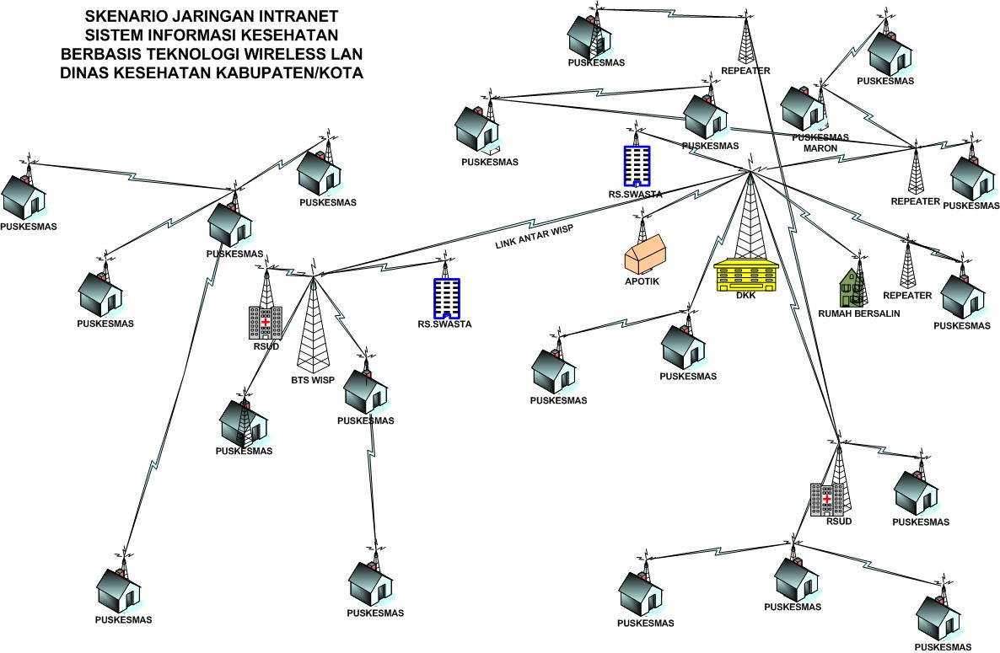 SKENARIO JARINGAN INTRANET
SISTEM INFORMASI KESEHATAN
BERBASIS TEKNOLOGI WIRELESS LAN
DINAS KESEHATAN KABUPATEN/KOTA
PUSKESMAS
REPEATER
PUSKESMAS
PUSKESMAS
MARON
PUSKESMAS
PUSKESMAS
RS.SWASTA
PUSKESMAS
REPEATER
PUSKESMAS
PUSKESMAS
PUSKESMAS
LINK ANTAR WISP
PUSKESMAS
APOTIK
DKK
REPEATER
RUMAH BERSALIN
PUSKESMAS
PUSKESMAS
RS.SWASTA
RSUD
BTS WISP
PUSKESMAS
PUSKESMAS
PUSKESMAS
PUSKESMAS
RSUD
PUSKESMAS
PUSKESMAS
PUSKESMAS
PUSKESMAS
PUSKESMAS
PUSKESMAS